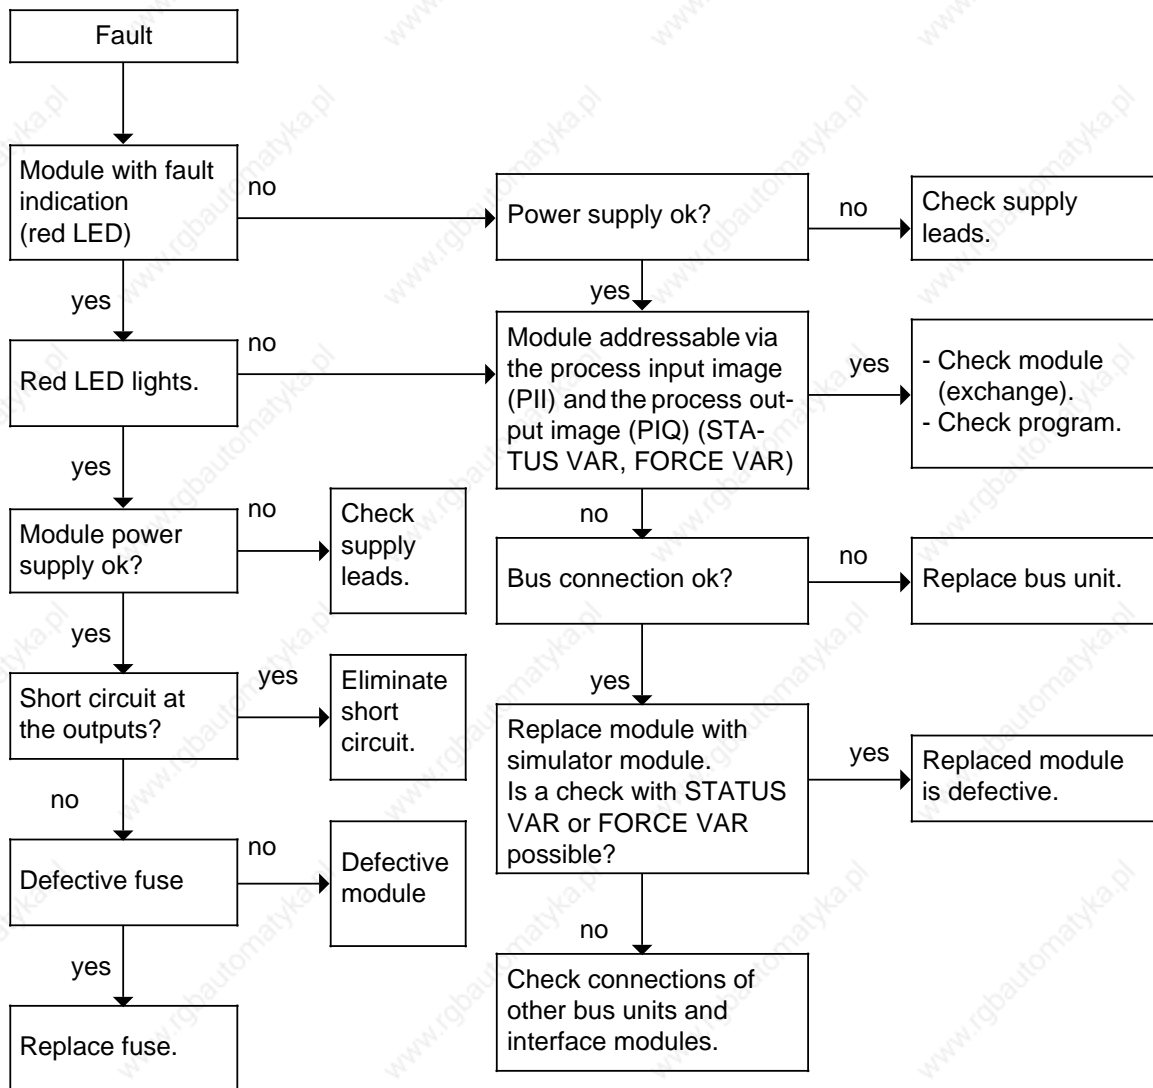 Fault
Module with fault
indication
(red LED)
no
Power supply ok?
no
Check supply
leads.
yes
yes
Red LED lights.
no
Module addressable via
the process input image
(PII) and the process out-
put image (PIQ) (STA-
TUS VAR, FORCE VAR)
yes
- Check module
(exchange).
- Check program.
yes
no
Module power
supply ok?
no
Check
supply
leads.
Bus connection ok?
no
Replace bus unit.
yes
yes
Short circuit at
the outputs?
yes
Eliminate
short
circuit.
Replace module with
simulator module.
Is a check with STATUS
VAR or FORCE VAR
possible?
yes
Replaced module
is defective.
no
Defective fuse
no
Defective
module
no
yes
Replace fuse.
Check connections of
other bus units and
interface modules.
www.rgbautomatyka.pl